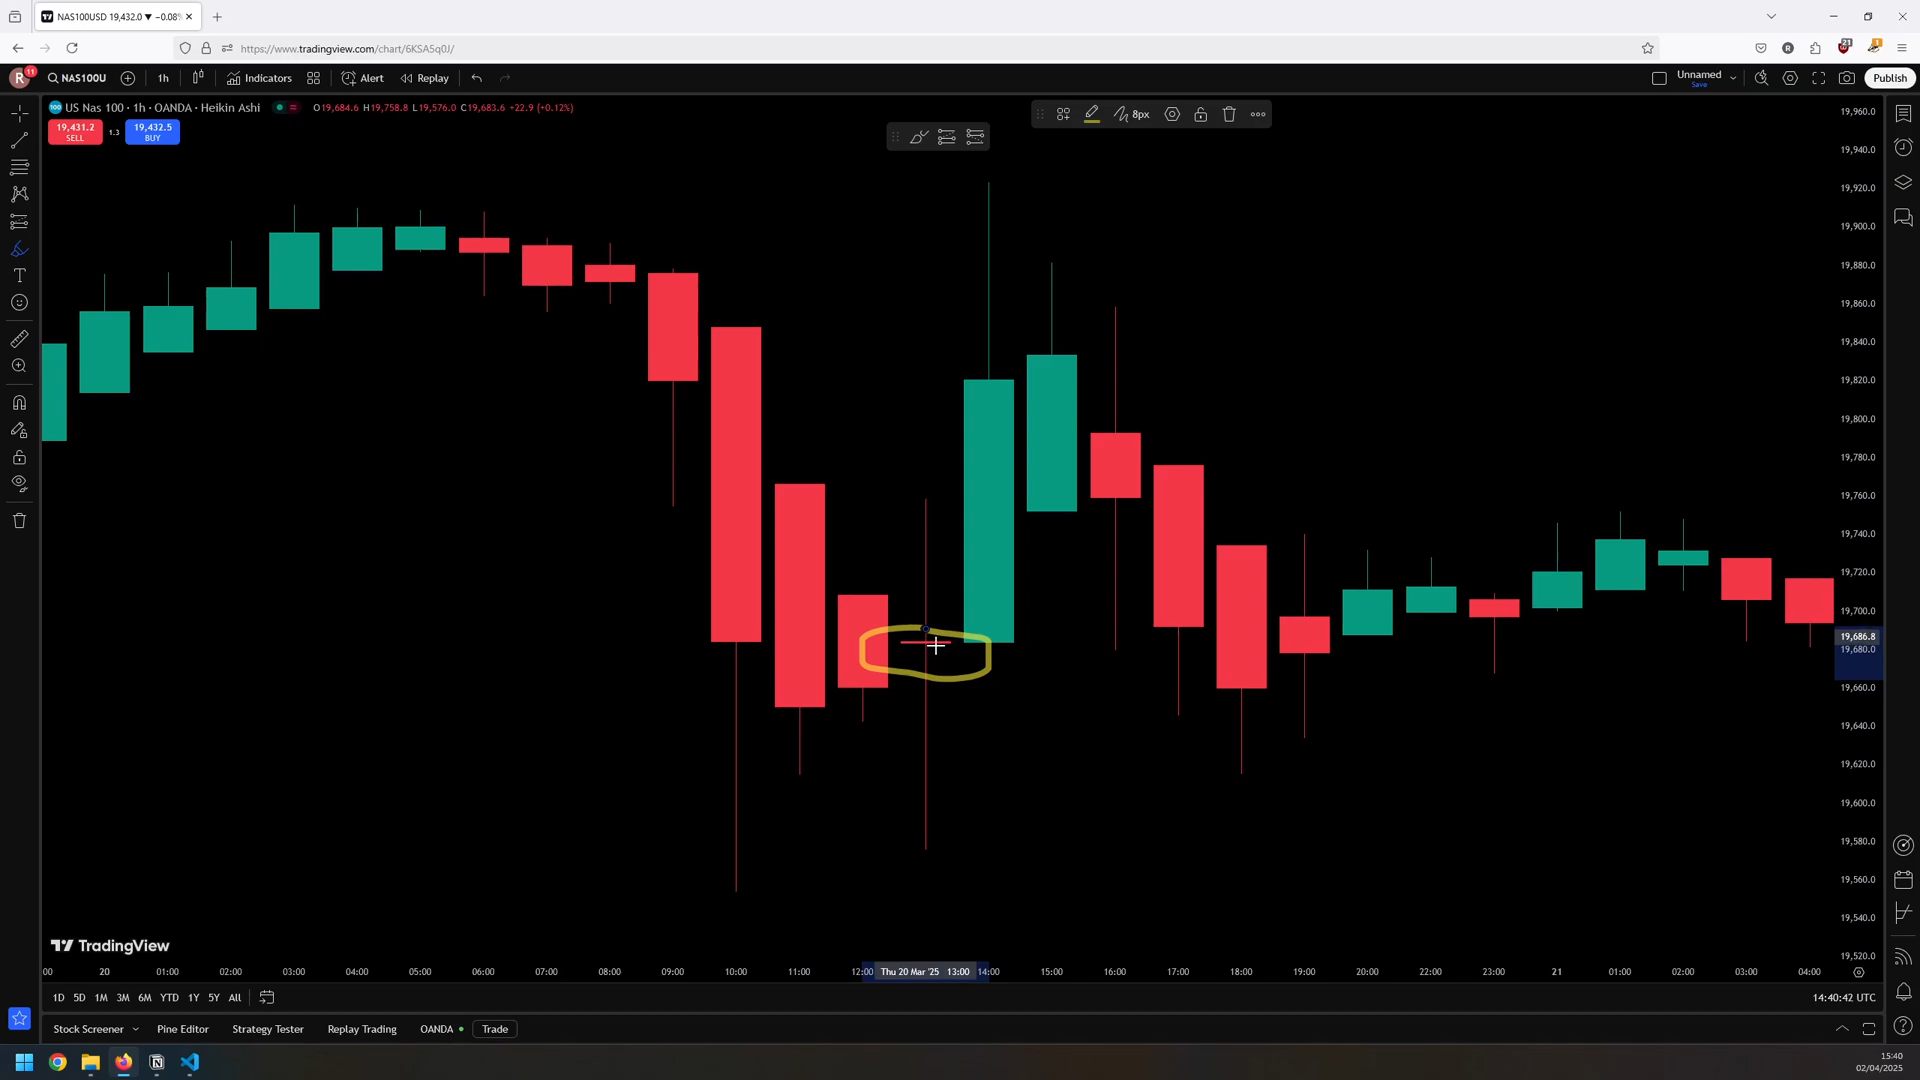 NAS100USD 19,432.0 ▼ −0.08%
https://www.tradingview.com/chart/6KSA5q0J/
21
1
R
11
NAS100U
1h
Indicators
Alert
Replay
Unnamed
Save
Publish
US Nas 100 · 1h · OANDA · Heikin Ashi
O19,684.6 H19,758.8 L19,576.0 C19,683.6 +22.9 (+0.12%)
19,431.2
SELL
1.3
19,432.5
BUY
8px
19,960.0
19,940.0
19,920.0
19,900.0
19,880.0
19,860.0
19,840.0
19,820.0
19,800.0
19,780.0
19,760.0
19,740.0
19,720.0
19,700.0
19,686.8
19,680.0
19,660.0
19,640.0
19,620.0
19,600.0
19,580.0
19,560.0
19,540.0
19,520.0
TradingView
00 20 01:00 02:00 03:00 04:00 05:00 06:00 07:00 08:00 09:00 10:00 11:00 12:00 Thu 20 Mar '25 13:00 14:00 15:00 16:00 17:00 18:00 19:00 20:00 22:00 23:00 21 01:00 02:00 03:00 04:00
1D 5D 1M 3M 6M YTD 1Y 5Y All
14:40:42 UTC
Stock Screener Pine Editor Strategy Tester Replay Trading OANDA Trade
15:40
02/04/2025